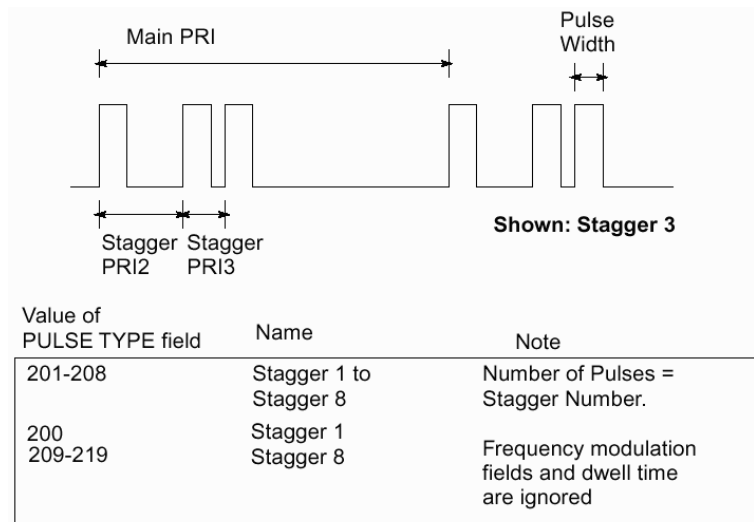 Main PRI
Pulse
Width
Shown: Stagger 3
Stagger
PRI2
Stagger
PRI3
Value of
PULSE TYPE field
Name
Note
201-208
Stagger 1 to
Stagger 8
Number of Pulses =
Stagger Number.
200
Stagger 1
209-219
Stagger 8
Frequency modulation
fields and dwell time
are ignored